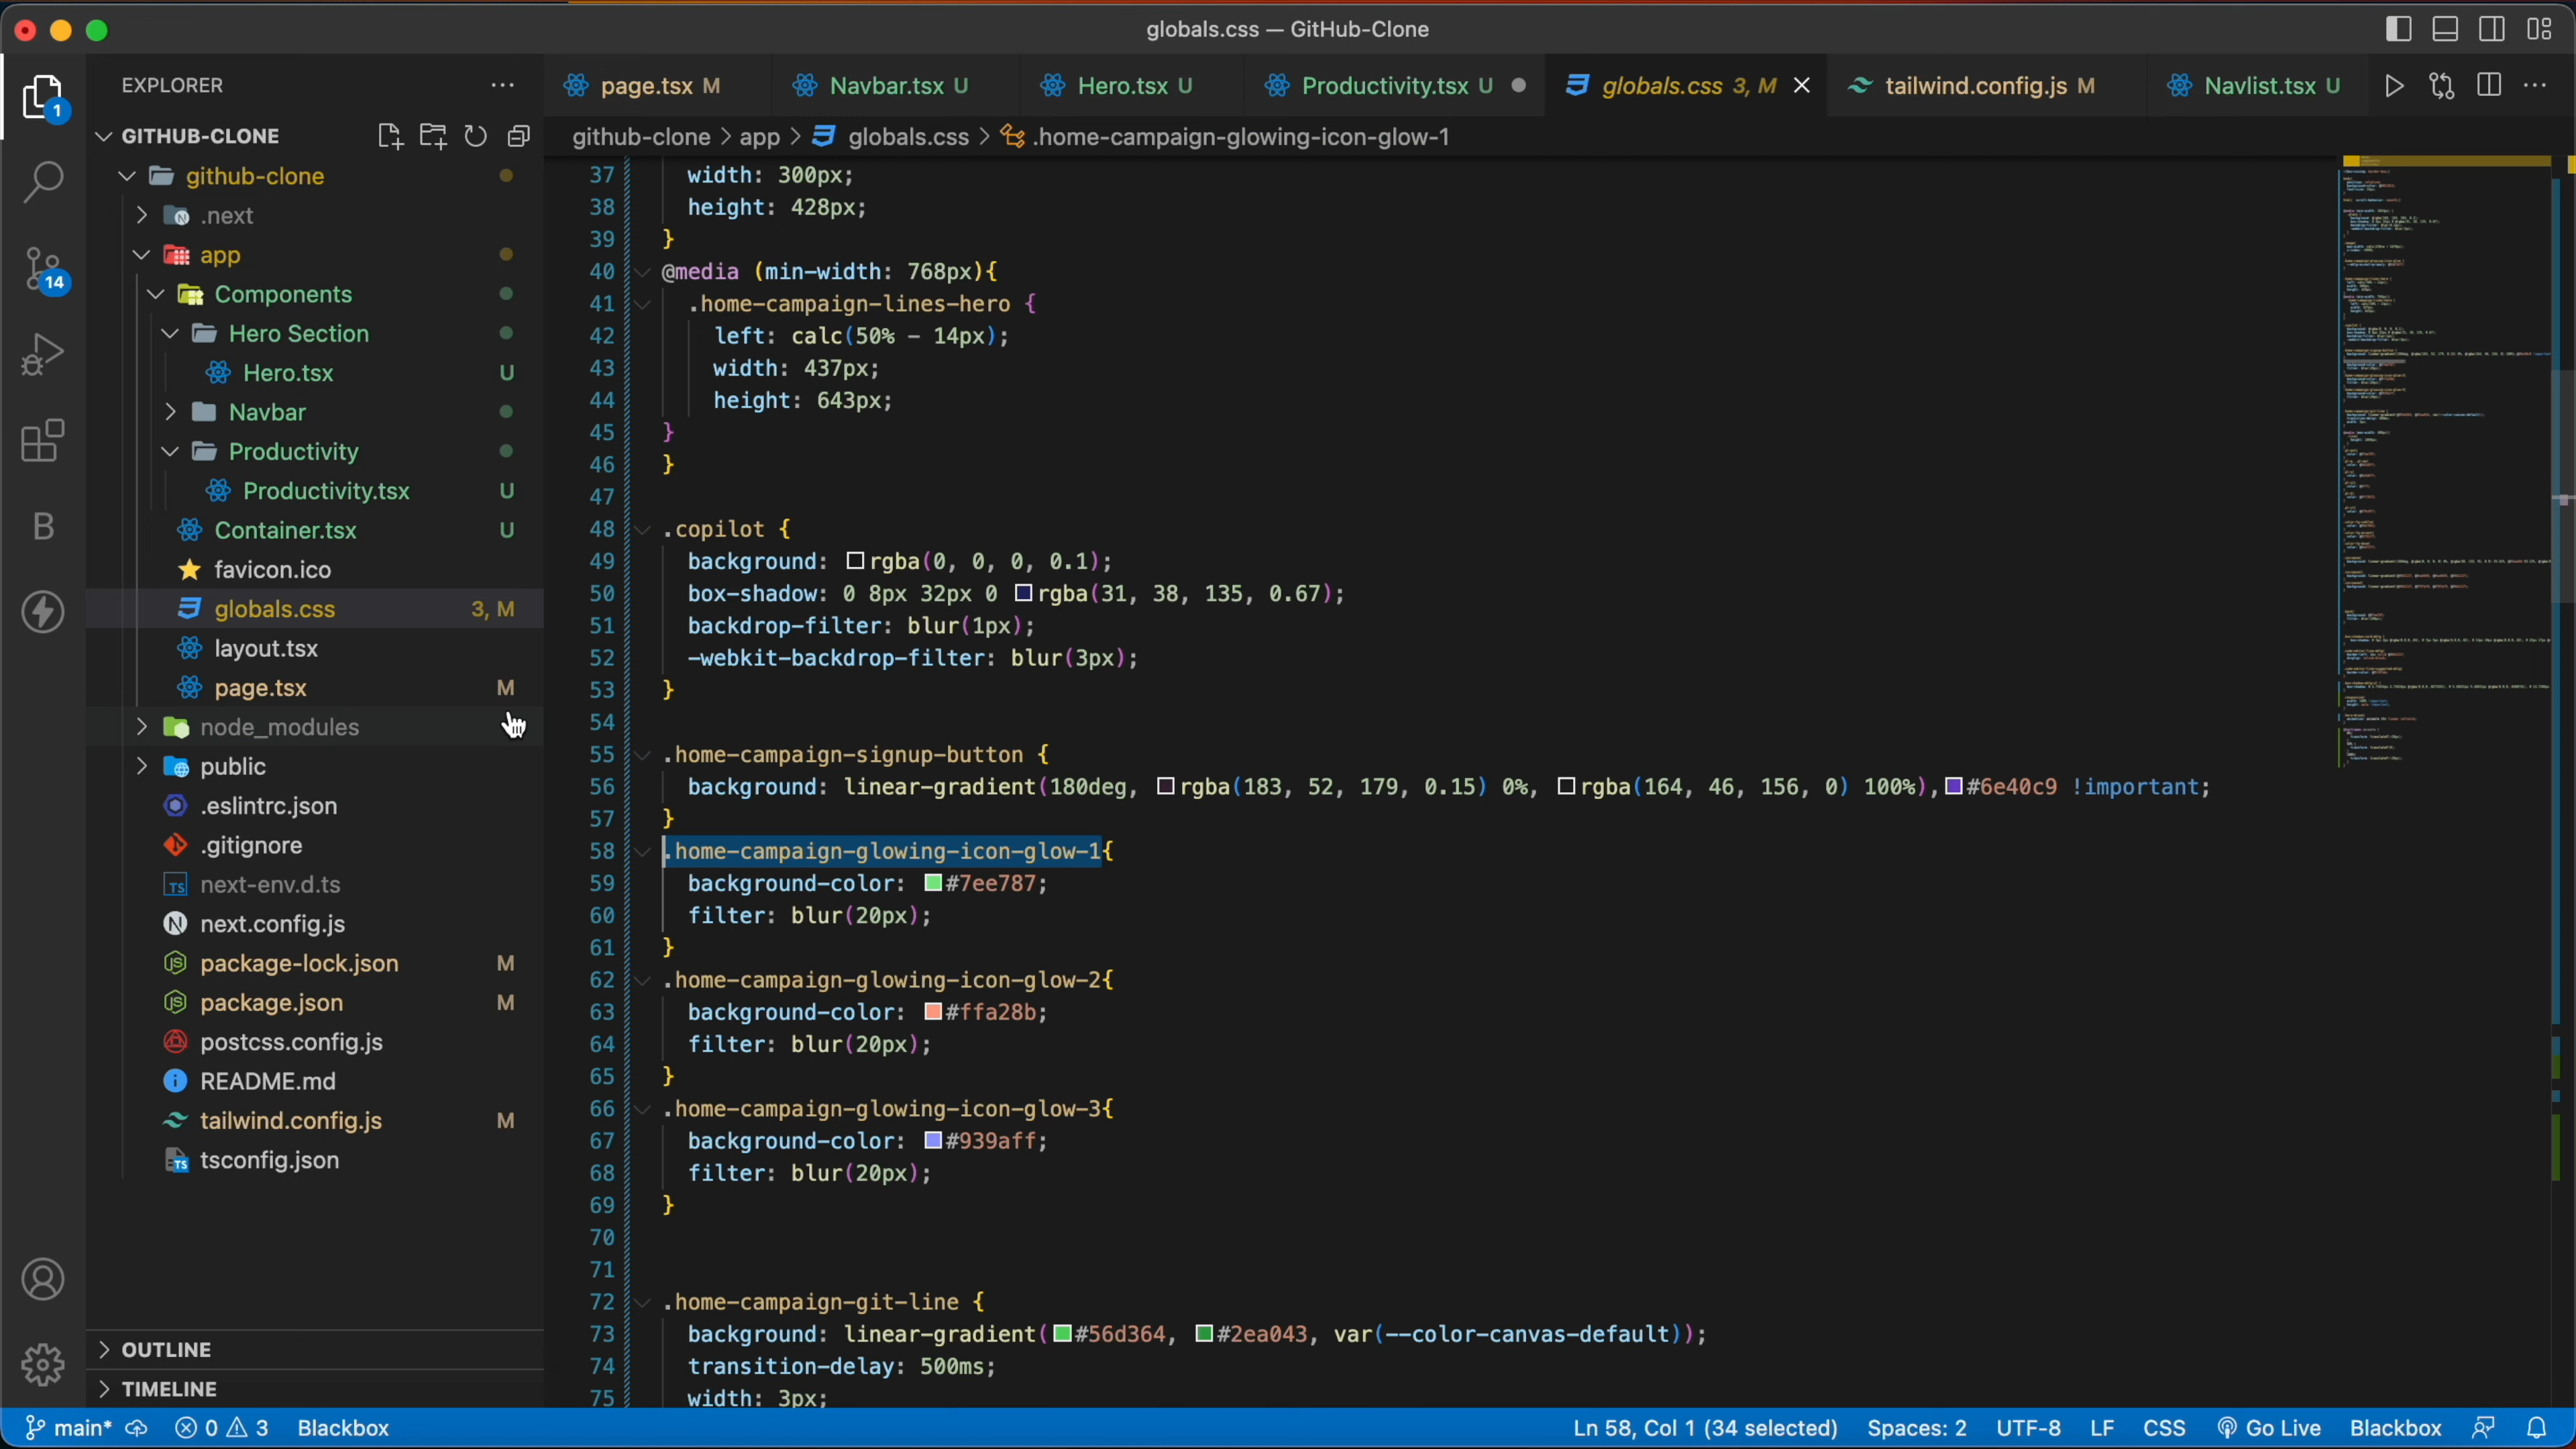 globals.css — GitHub-Clone
EXPLORER
GITHUB-CLONE
github-clone
.next
app
Components
Hero Section
Hero.tsx U
Navbar
Productivity
Productivity.tsx U
Container.tsx U
favicon.ico
globals.css 3, M
layout.tsx
page.tsx M
node_modules
public
.eslintrc.json
.gitignore
next-env.d.ts
next.config.js
package-lock.json M
package.json M
postcss.config.js
README.md
tailwind.config.js M
tsconfig.json
OUTLINE
TIMELINE
1
14
B
page.tsx M Navbar.tsx U Hero.tsx U Productivity.tsx U globals.css 3, M tailwind.config.js M Navlist.tsx U
github-clone > app > globals.css > .home-campaign-glowing-icon-glow-1
37 width: 300px;
38 height: 428px;
39 }
40 @media (min-width: 768px){
41 .home-campaign-lines-hero {
42 left: calc(50% - 14px);
43 width: 437px;
44 height: 643px;
45 }
46 }
47
48 .copilot {
49 background: rgba(0, 0, 0, 0.1);
50 box-shadow: 0 8px 32px 0 rgba(31, 38, 135, 0.67);
51 backdrop-filter: blur(1px);
52 -webkit-backdrop-filter: blur(3px);
53 }
54
55 .home-campaign-signup-button {
56 background: linear-gradient(180deg, rgba(183, 52, 179, 0.15) 0%, rgba(164, 46, 156, 0) 100%),#6e40c9 !important;
57 }
58 .home-campaign-glowing-icon-glow-1{
59 background-color: #7ee787;
60 filter: blur(20px);
61 }
62 .home-campaign-glowing-icon-glow-2{
63 background-color: #ffa28b;
64 filter: blur(20px);
65 }
66 .home-campaign-glowing-icon-glow-3{
67 background-color: #939aff;
68 filter: blur(20px);
69 }
70
71
72 .home-campaign-git-line {
73 background: linear-gradient(#56d364, #2ea043, var(--color-canvas-default));
74 transition-delay: 500ms;
75 width: 3px;
main* 0 3 Blackbox Ln 58, Col 1 (34 selected) Spaces: 2 UTF-8 LF CSS Go Live Blackbox